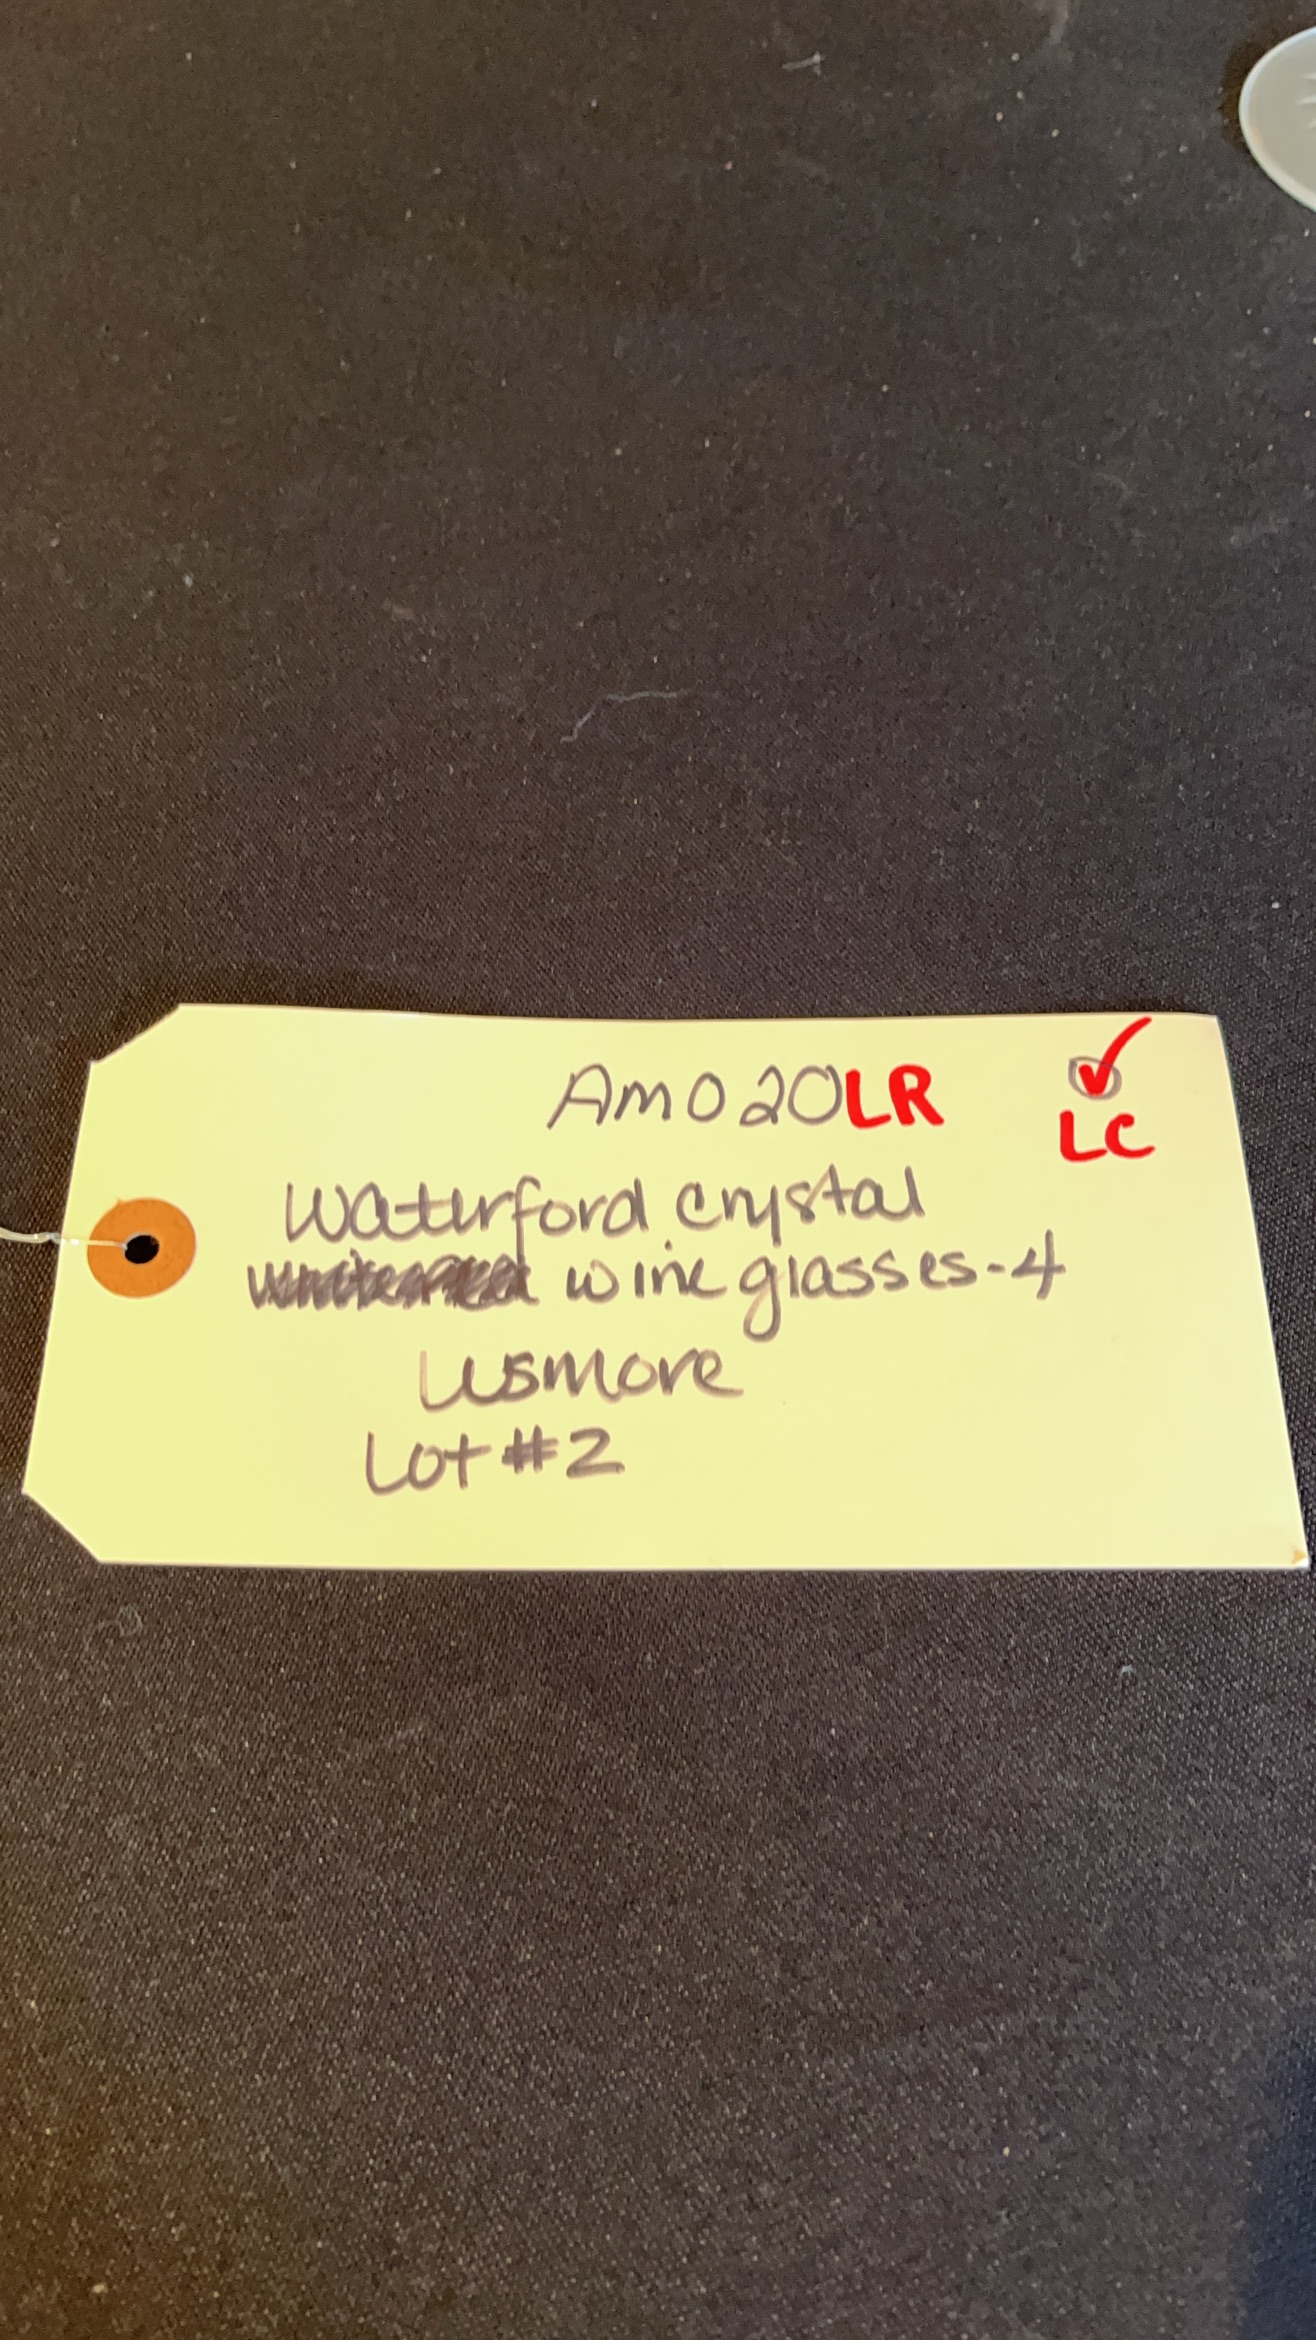 Am020LR
LC
Waterford crystal
wine glasses-4
Lismore
Lot #2